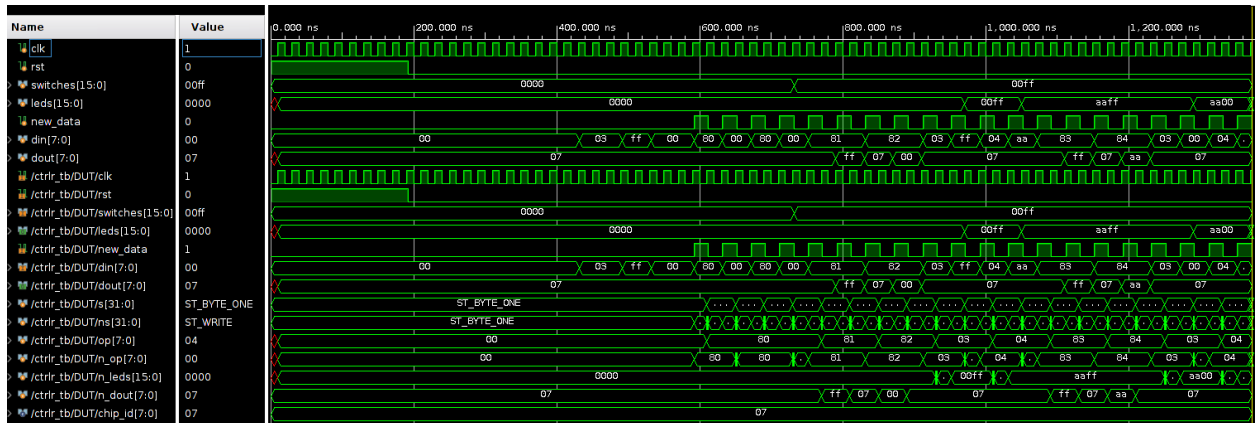 Name Value 0.000 ns 200.000 ns 400.000 ns 600.000 ns 800.000 ns 1,000.000 ns 1,200.000 ns
clk 1
rst 0
switches[15:0] 00ff 0000 00ff
leds[15:0] 0000 0000 00ff aaff aa00
new_data 0
din[7:0] 00 00 03 ff 00 80 00 80 00 81 82 03 ff 04 aa 83 84 03 00 04 .
dout[7:0] 07 07 ff 07 00 07 ff 07 aa 07
/ctrlr_tb/DUT/clk 1
/ctrlr_tb/DUT/rst 0
/ctrlr_tb/DUT/switches[15:0] 00ff 0000 00ff
/ctrlr_tb/DUT/leds[15:0] 0000 0000 00ff aaff aa00
/ctrlr_tb/DUT/new_data 1
/ctrlr_tb/DUT/din[7:0] 00 00 03 ff 00 80 00 80 00 81 82 03 ff 04 aa 83 84 03 00 04 .
/ctrlr_tb/DUT/dout[7:0] 07 07 ff 07 00 07 ff 07 aa 07
/ctrlr_tb/DUT/s[31:0] ST_BYTE_ONE ST_BYTE_ONE
/ctrlr_tb/DUT/ns[31:0] ST_WRITE ST_BYTE_ONE
/ctrlr_tb/DUT/op[7:0] 04 00 80 81 82 03 04 83 84 03 04
/ctrlr_tb/DUT/n_op[7:0] 00 00 80 80 81 82 03 04 83 84 03 04
/ctrlr_tb/DUT/n_leds[15:0] 0000 0000 00ff aaff aa00
/ctrlr_tb/DUT/n_dout[7:0] 07 07 ff 07 00 07 ff 07 aa 07
/ctrlr_tb/DUT/chip_id[7:0] 07 07